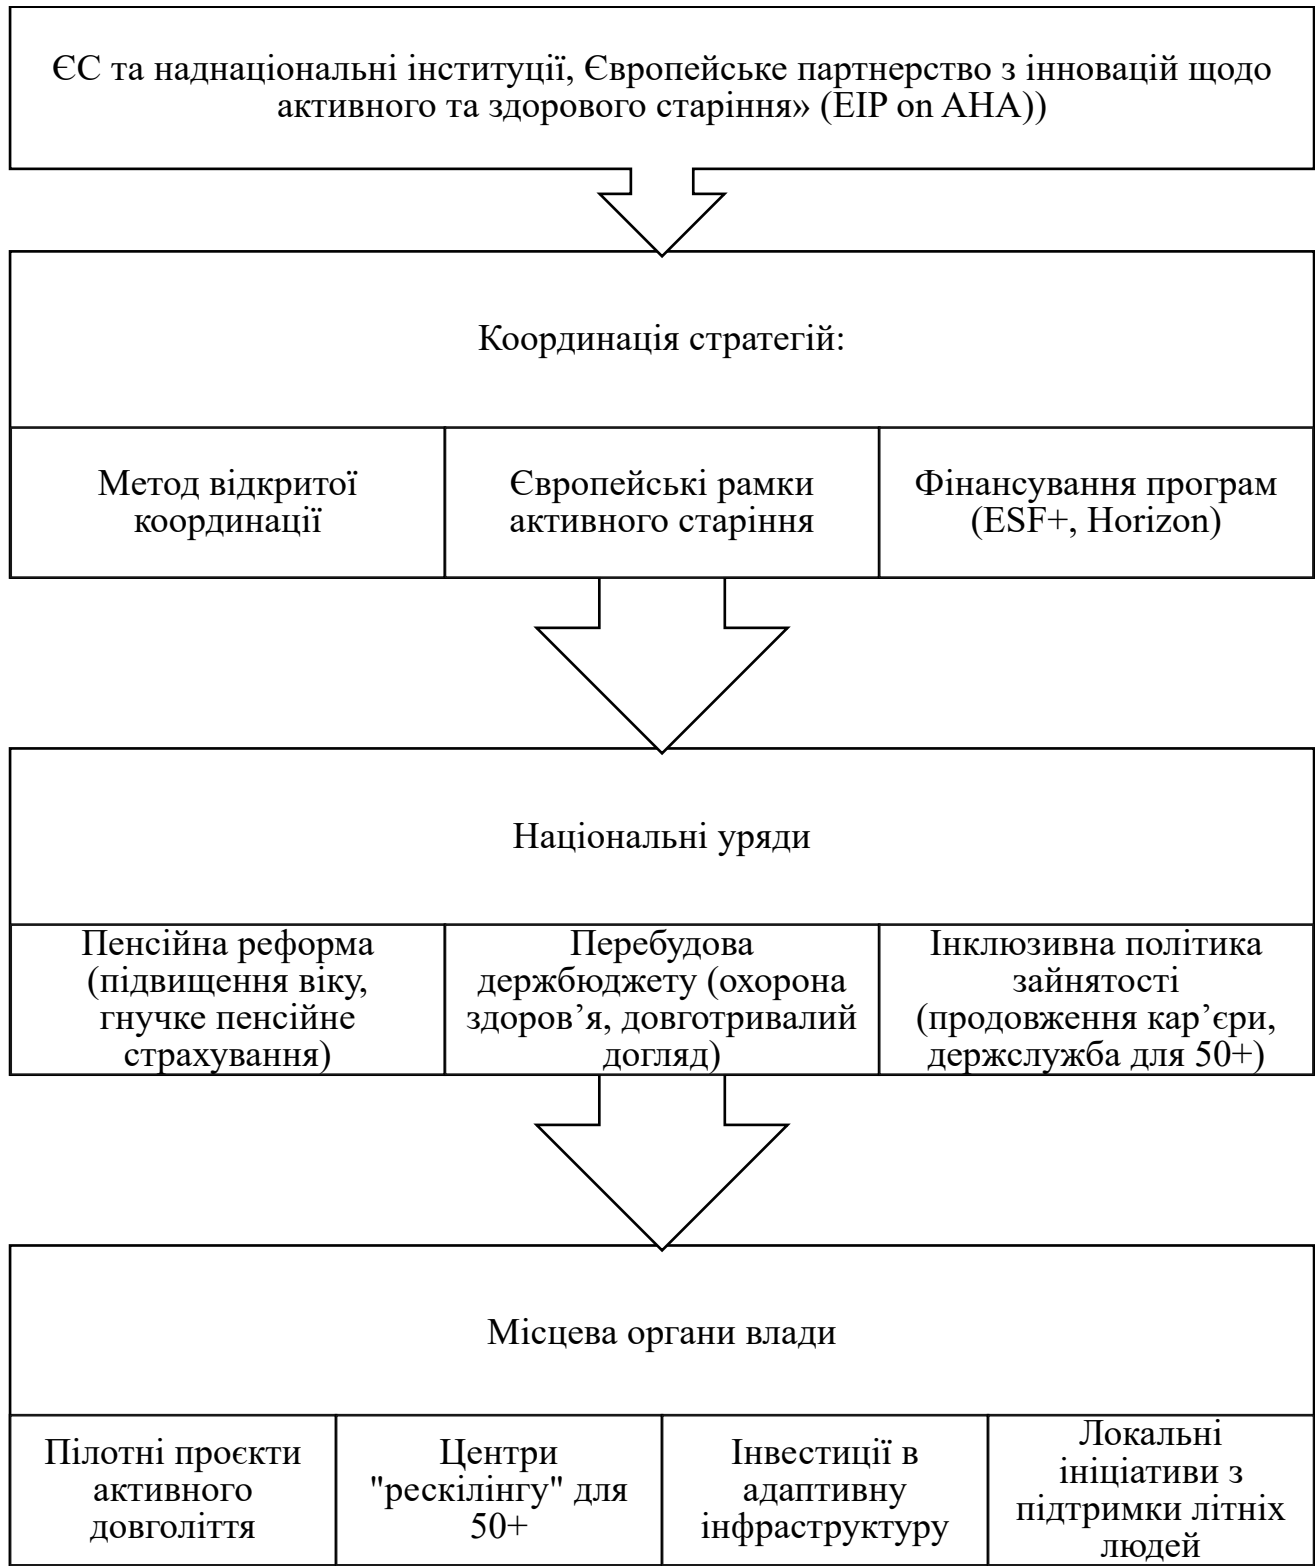 ЄС та наднаціональні інституції, Європейське партнерство з інновацій щодо
активного та здорового старіння» (EIP on AHA))
Координація стратегій:
Метод відкритої
координації
Європейські рамки
активного старіння
Фінансування програм
(ESF+, Horizon)
Національні уряди
Пенсійна реформа
(підвищення віку,
гнучке пенсійне
страхування)
Перебудова
держбюджету (охорона
здоров’я, довготривалий
догляд)
Інклюзивна політика
зайнятості
(продовження кар’єри,
держслужба для 50+)
Місцева органи влади
Пілотні проєкти
активного
довголіття
Центри
"рескілінгу" для
50+
Інвестиції в
адаптивну
інфраструктуру
Локальні
ініціативи з
підтримки літніх
людей